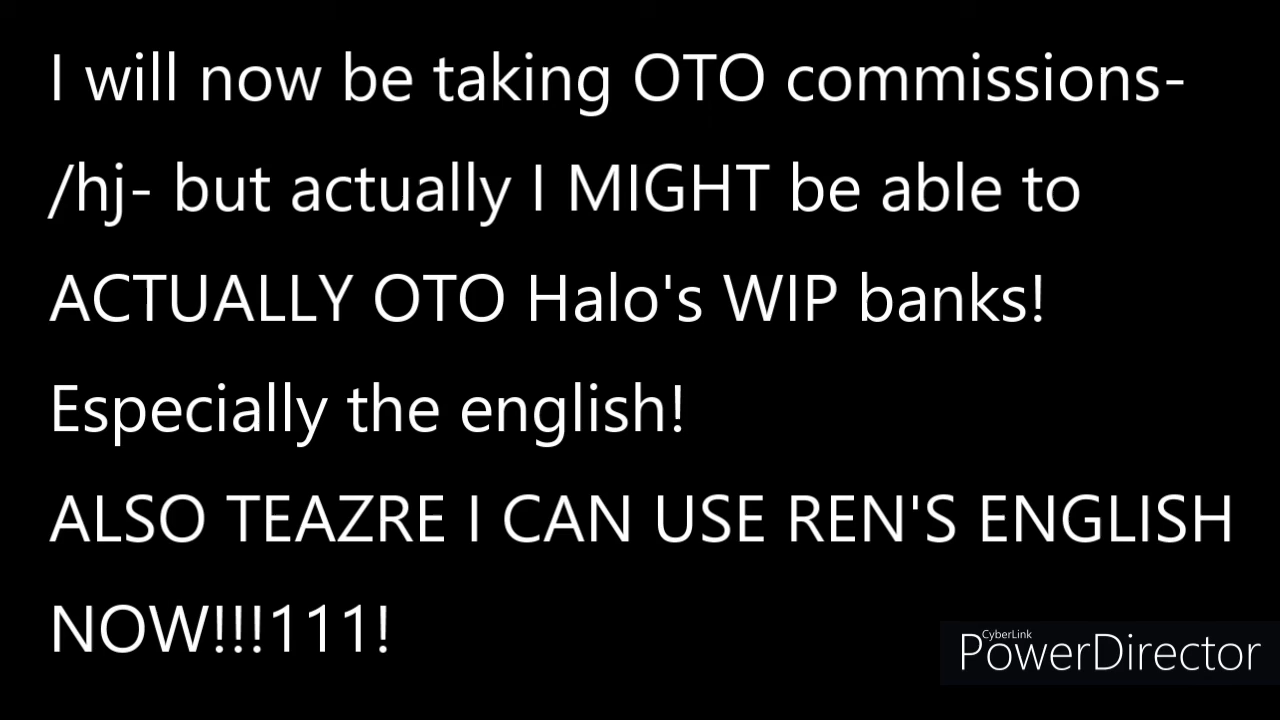 I will now be taking OTO commissions-
/hj- but actually I MIGHT be able to
ACTUALLY OTO Halo's WIP banks!
Especially the english!
ALSO TEAZRE I CAN USE REN'S ENGLISH
NOW!!!111!
CyberLink
PowerDirector